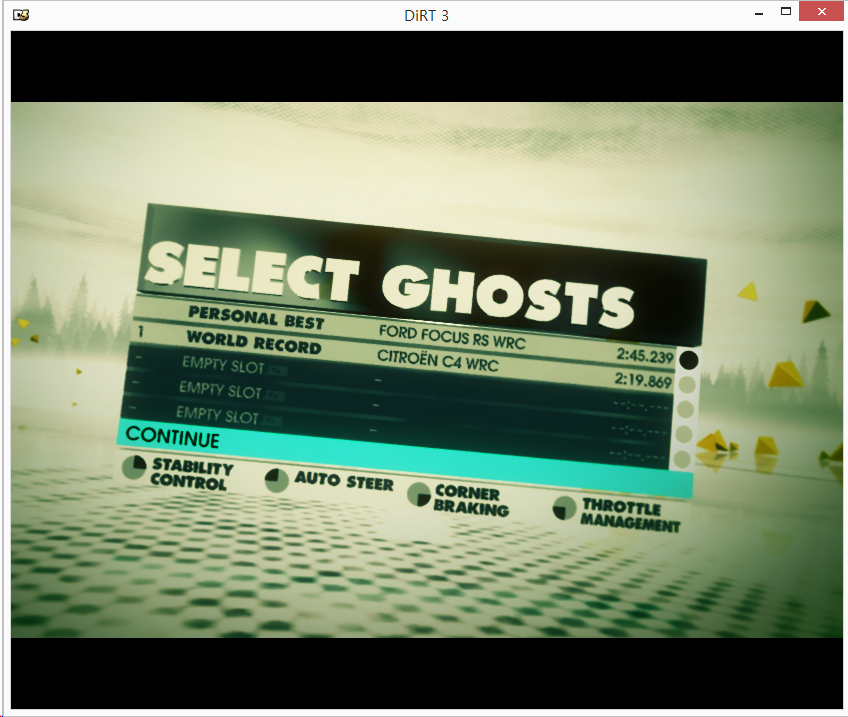 DiRT 3
SELECT GHOSTS
PERSONAL BEST FORD FOCUS RS WRC 2:45.239
1 WORLD RECORD CITROËN C4 WRC 2:19.869
- EMPTY SLOT - --:--.---
- EMPTY SLOT - --:--.---
- EMPTY SLOT - --:--.---
CONTINUE
STABILITY
CONTROL
AUTO STEER
CORNER
BRAKING
THROTTLE
MANAGEMENT